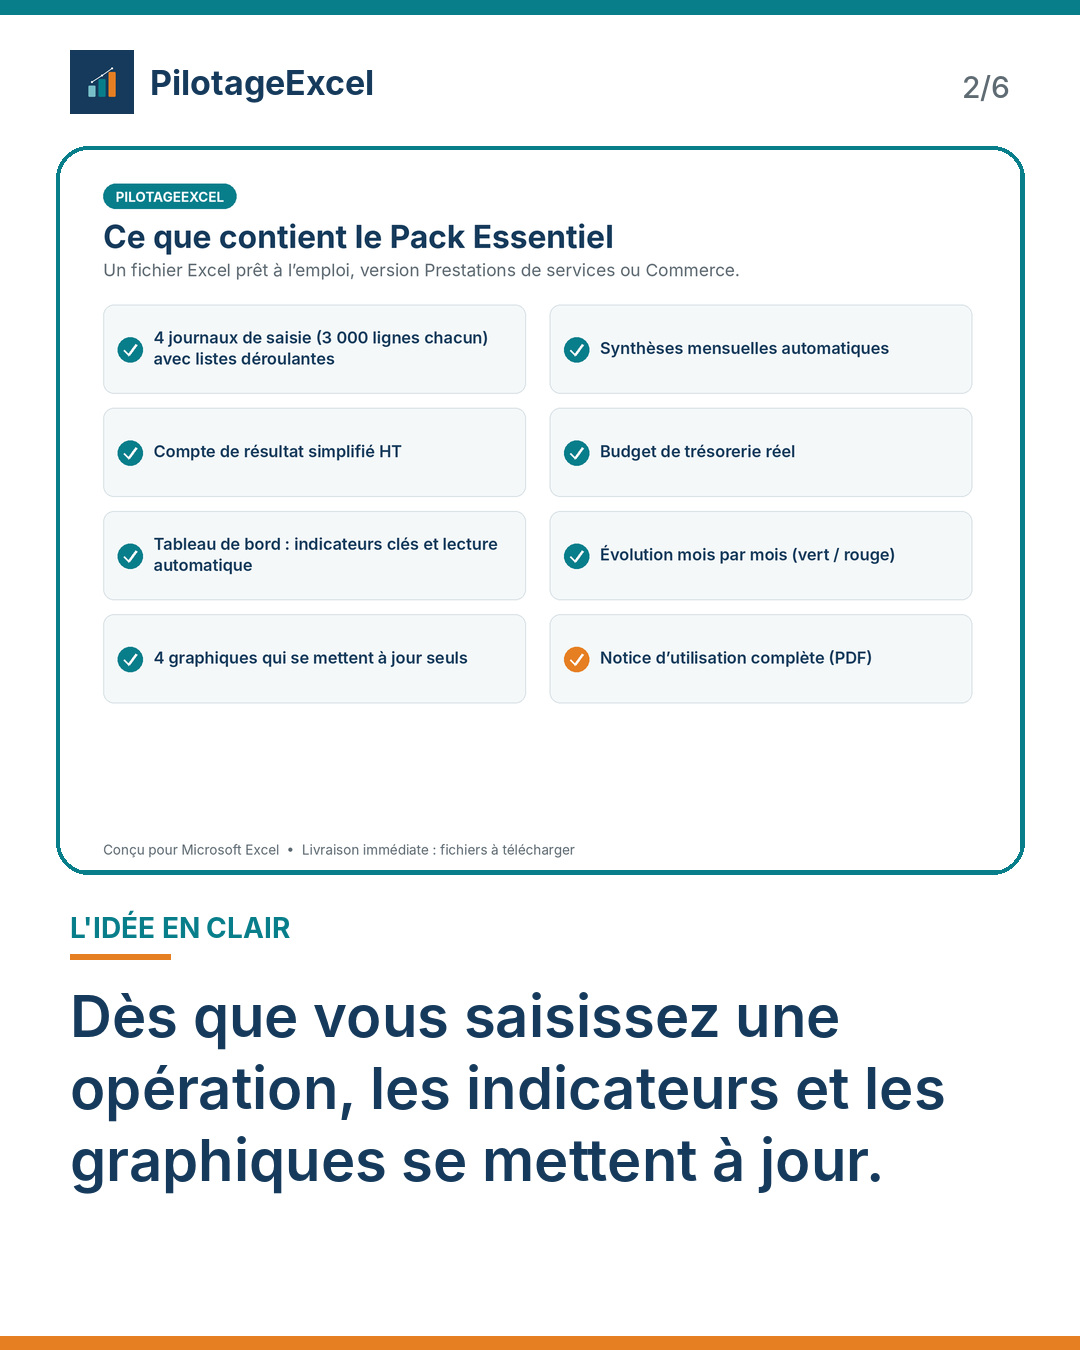 PilotageExcel
2/6
PILOTAGEEXCEL
Ce que contient le Pack Essentiel
Un fichier Excel prêt à l’emploi, version Prestations de services ou Commerce.
4 journaux de saisie (3 000 lignes chacun)
avec listes déroulantes
Synthèses mensuelles automatiques
Compte de résultat simplifié HT
Budget de trésorerie réel
Tableau de bord : indicateurs clés et lecture
automatique
Évolution mois par mois (vert / rouge)
4 graphiques qui se mettent à jour seuls
Notice d’utilisation complète (PDF)
Conçu pour Microsoft Excel • Livraison immédiate : fichiers à télécharger
L'IDÉE EN CLAIR
Dès que vous saisissez une
opération, les indicateurs et les
graphiques se mettent à jour.